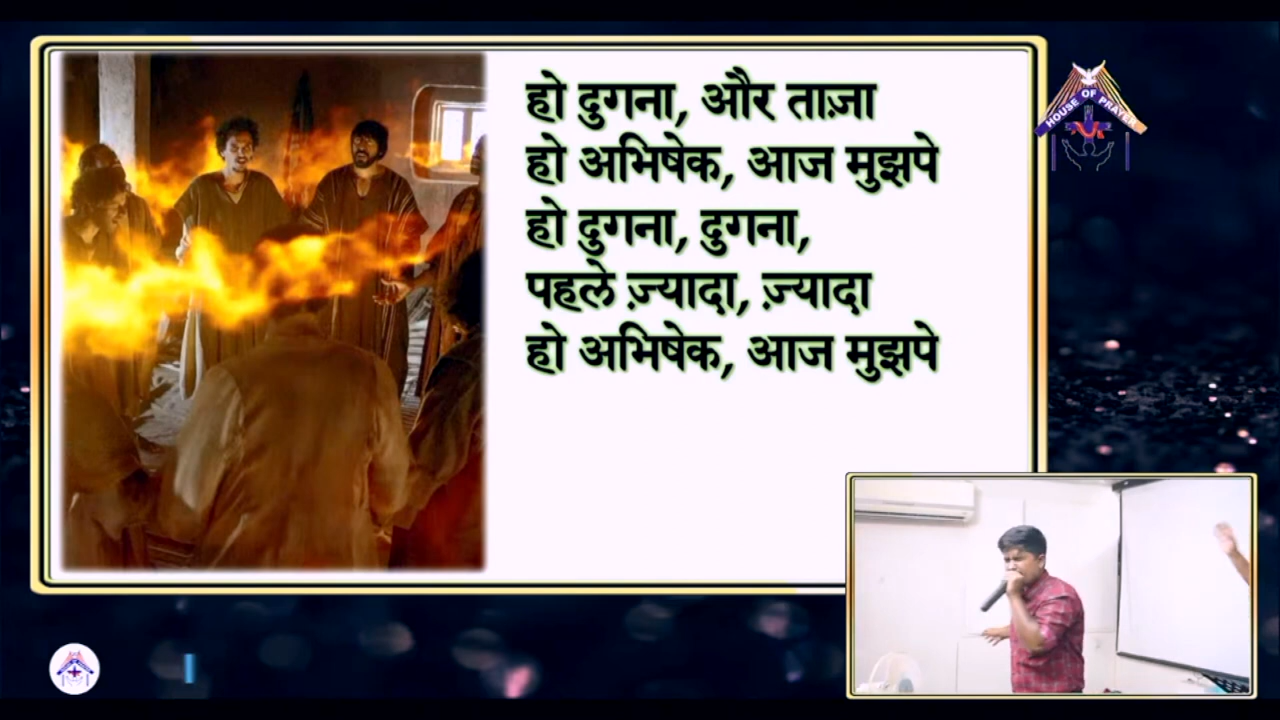 हो दुगना, और ताज़ा
हो अभिषेक, आज मुझपे
हो दुगना, दुगना,
पहले ज़्यादा, ज़्यादा
हो अभिषेक, आज मुझपे
HOUSE OF PRAYER